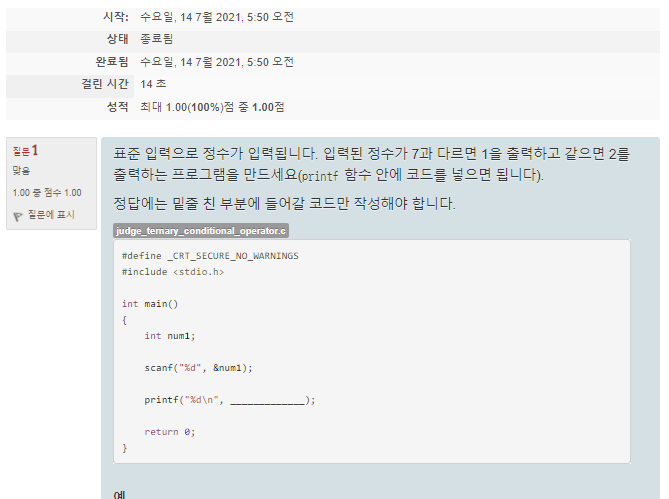 시작: 수요일, 14 7월 2021, 5:50 오전
상태 종료됨
완료됨 수요일, 14 7월 2021, 5:50 오전
걸린 시간 14 초
성적 최대 1.00(100%)점 중 1.00점
질문 1
맞음
1.00 중 점수 1.00
질문에 표시
표준 입력으로 정수가 입력됩니다. 입력된 정수가 7과 다르면 1을 출력하고 같으면 2를
출력하는 프로그램을 만드세요(printf 함수 안에 코드를 넣으면 됩니다).
정답에는 밑줄 친 부분에 들어갈 코드만 작성해야 합니다.
judge_ternary_conditional_operator.c
#define _CRT_SECURE_NO_WARNINGS
#include <stdio.h>
int main()
{
int num1;
scanf("%d", &num1);
printf("%d\n", _____________);
return 0;
}
예